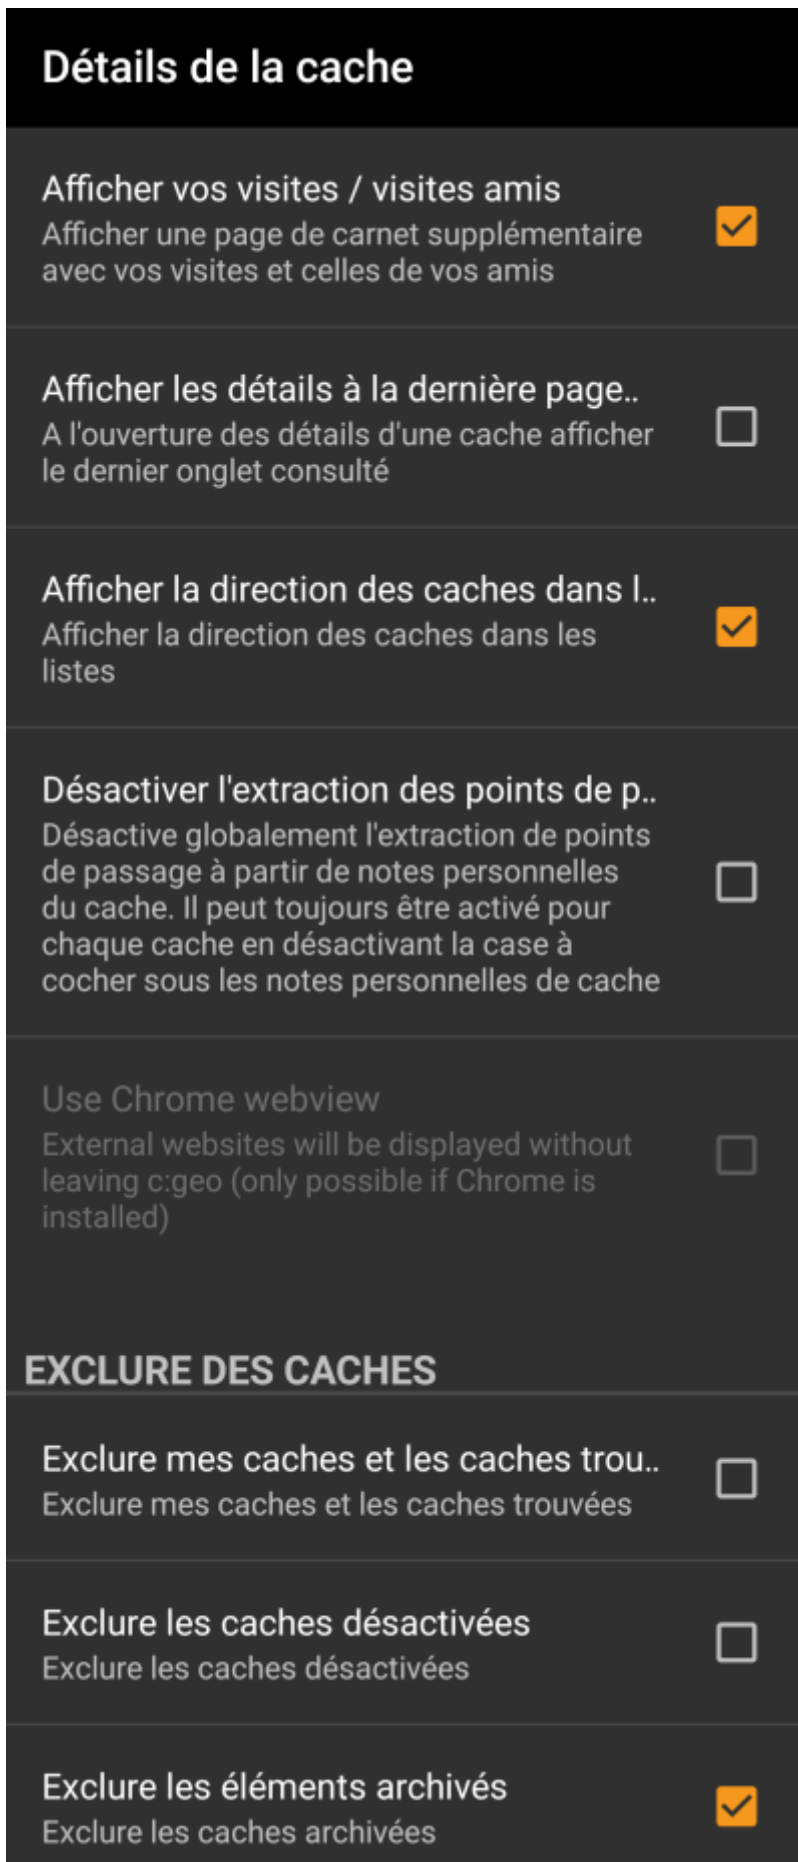 Détails de la cache
Afficher vos visites / visites amis
Afficher une page de carnet supplémentaire
avec vos visites et celles de vos amis
Afficher les détails à la dernière page..
A l'ouverture des détails d'une cache afficher
le dernier onglet consulté
Afficher la direction des caches dans l..
Afficher la direction des caches dans les
listes
Désactiver l'extraction des points de p..
Désactive globalement l'extraction de points
de passage à partir de notes personnelles
du cache. Il peut toujours être activé pour
chaque cache en désactivant la case à
cocher sous les notes personnelles de cache
Use Chrome webview
External websites will be displayed without
leaving c:geo (only possible if Chrome is
installed)
EXCLURE DES CACHES
Exclure mes caches et les caches trou..
Exclure mes caches et les caches trouvées
Exclure les caches désactivées
Exclure les caches désactivées
Exclure les éléments archivés
Exclure les caches archivées